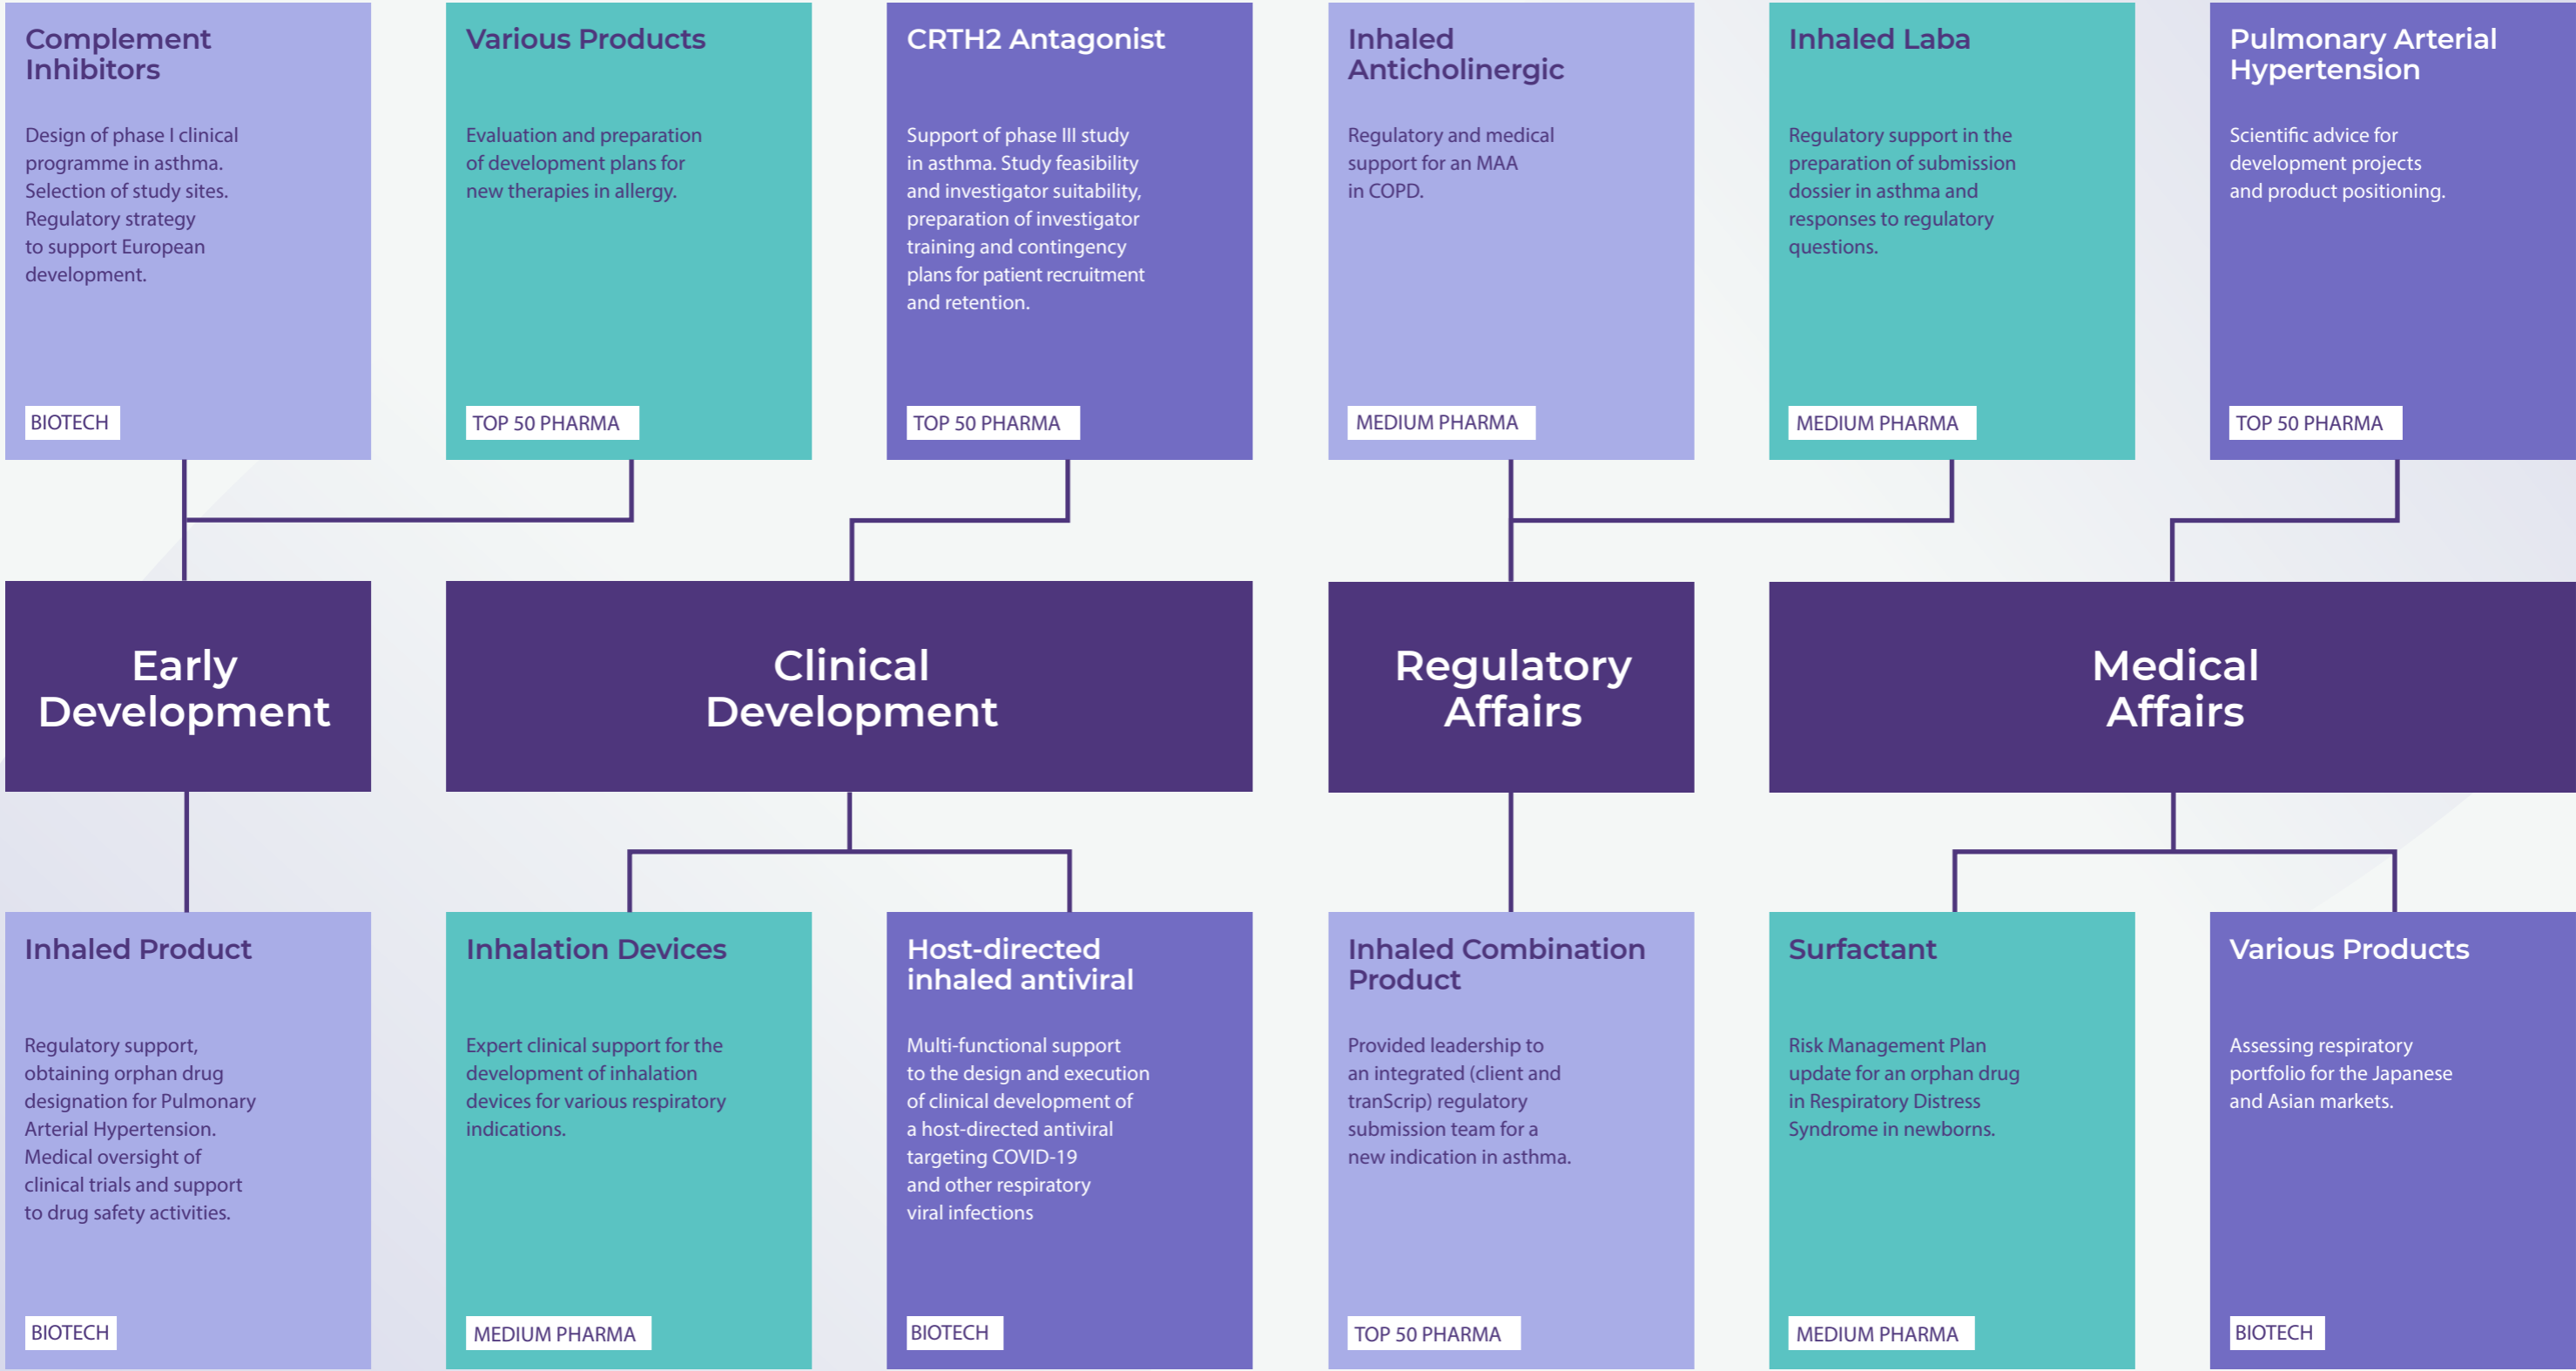 Complement
Inhibitors
Design of phase I clinical
programme in asthma.
Selection of study sites.
Regulatory strategy
to support European
development.
BIOTECH
Various Products
Evaluation and preparation
of development plans for
new therapies in allergy.
TOP 50 PHARMA
CRTH2 Antagonist
Support of phase III study
in asthma. Study feasibility
and investigator suitability,
preparation of investigator
training and contingency
plans for patient recruitment
and retention.
TOP 50 PHARMA
Inhaled
Anticholinergic
Regulatory and medical
support for an MAA
in COPD.
MEDIUM PHARMA
Inhaled Laba
Regulatory support in the
preparation of submission
dossier in asthma and
responses to regulatory
questions.
MEDIUM PHARMA
Pulmonary Arterial
Hypertension
Scientific advice for
development projects
and product positioning.
TOP 50 PHARMA
Early
Development
Clinical
Development
Regulatory
Affairs
Medical
Affairs
Inhaled Product
Regulatory support,
obtaining orphan drug
designation for Pulmonary
Arterial Hypertension.
Medical oversight of
clinical trials and support
to drug safety activities.
BIOTECH
Inhalation Devices
Expert clinical support for the
development of inhalation
devices for various respiratory
indications.
MEDIUM PHARMA
Host-directed
inhaled antiviral
Multi-functional support
to the design and execution
of clinical development of
a host-directed antiviral
targeting COVID-19
and other respiratory
viral infections
BIOTECH
Inhaled Combination
Product
Provided leadership to
an integrated (client and
tranScrip) regulatory
submission team for a
new indication in asthma.
TOP 50 PHARMA
Surfactant
Risk Management Plan
update for an orphan drug
in Respiratory Distress
Syndrome in newborns.
MEDIUM PHARMA
Various Products
Assessing respiratory
portfolio for the Japanese
and Asian markets.
BIOTECH